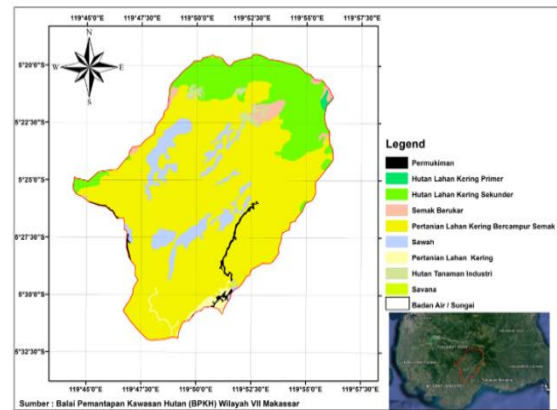 119°45'0"E 119°47'30"E 119°50'0"E 119°52'30"E 119°55'0"E 119°57'30"E
N
W E
S
5°20'0"S
5°22'30"S
5°25'0"S
5°27'30"S
5°30'0"S
5°32'30"S
119°45'0"E 119°47'30"E 119°50'0"E 119°52'30"E 119°55'0"E 119°57'30"E
Legend
Permukiman
Hutan Lahan Kering Primer
Hutan Lahan Kering Sekunder
Semak Berukar
Pertanian Lahan Kering Bercampur Semak
Sawah
Pertanian Lahan Kering
Hutan Tanaman Industri
Savana
Badan Air / Sungai
Sumber : Balai Pemantapan Kawasan Hutan (BPKH) Wilayah VII Makassar